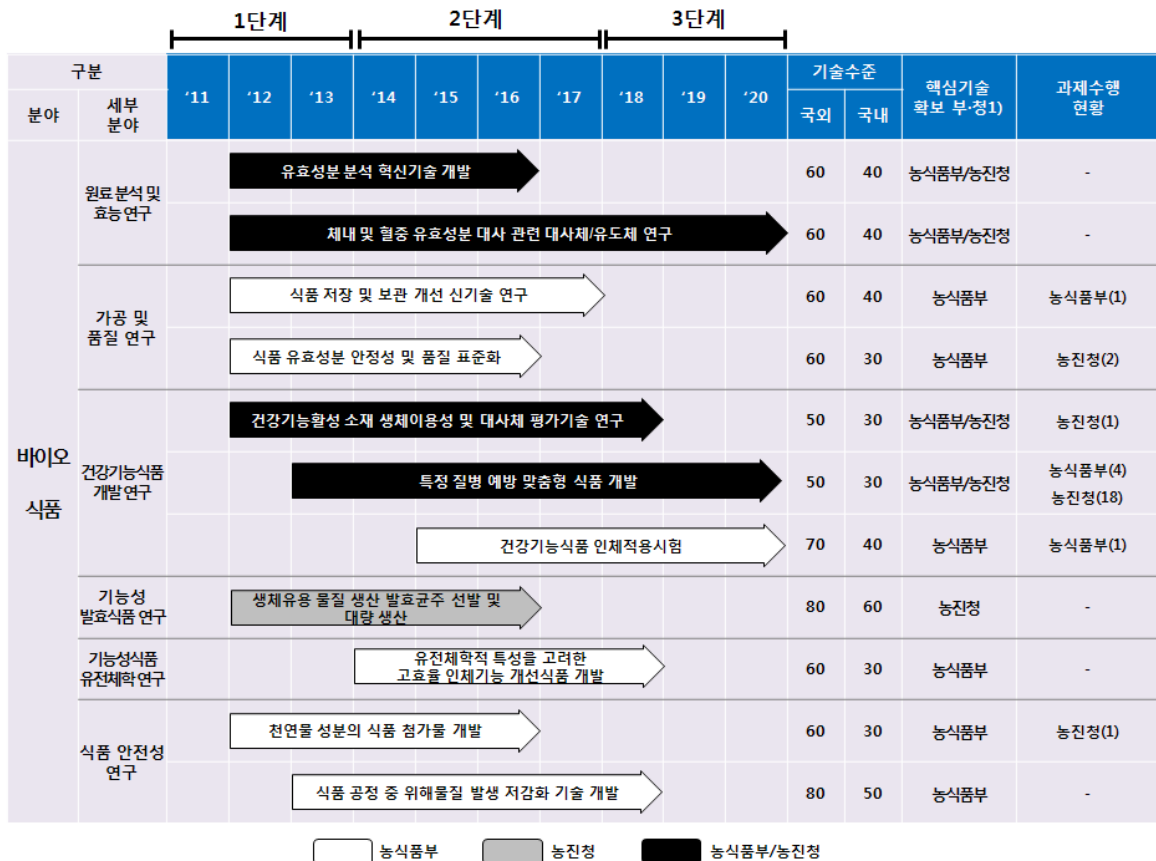 1단계 2단계 3단계
구분 '11 '12 '13 '14 '15 '16 '17 '18 '19 '20 기술수준 핵심기술 확보 부·청1) 과제수행 현황
분야 세부 분야 국외 국내
바이오 식품
원료 분석 및 효능 연구
유효성분 분석 혁신기술 개발 60 40 농식품부/농진청 -
체내 및 혈중 유효성분 대사 관련 대사체/유도체 연구 60 40 농식품부/농진청 -
가공 및 품질 연구
식품 저장 및 보관 개선 신기술 연구 60 40 농식품부 농식품부(1)
식품 유효성분 안정성 및 품질 표준화 60 30 농식품부 농진청(2)
건강기능식품 개발 연구
건강기능활성 소재 생체이용성 및 대사체 평가기술 연구 50 30 농식품부/농진청 농진청(1)
특정 질병 예방 맞춤형 식품 개발 50 30 농식품부/농진청 농식품부(4) 농진청(18)
건강기능식품 인체적용시험 70 40 농식품부 농식품부(1)
기능성 발효식품 연구
생체유용 물질 생산 발효균주 선발 및 대량 생산 80 60 농진청 -
기능성식품 유전체학 연구
유전체학적 특성을 고려한 고효율 인체기능 개선식품 개발 60 30 농식품부 -
식품 안전성 연구
천연물 성분의 식품 첨가물 개발 60 30 농식품부 농진청(1)
식품 공정 중 위해물질 발생 저감화 기술 개발 80 50 농식품부 -
농식품부 농진청 농식품부/농진청